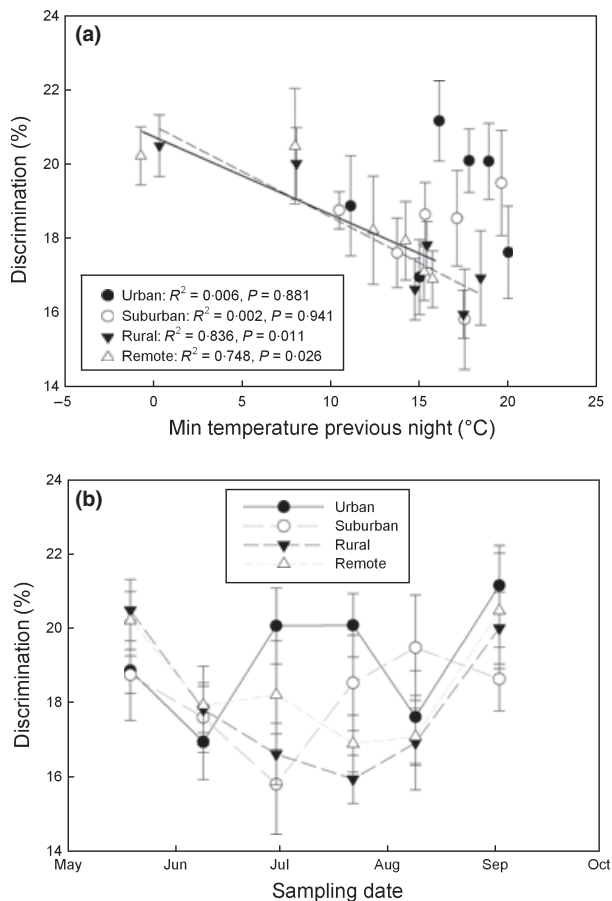 (a)
24
22
20
18
16
14
Discrimination (%)
Urban: R² = 0·006, P = 0·881
Suburban: R² = 0·002, P = 0·941
Rural: R² = 0·836, P = 0·011
Remote: R² = 0·748, P = 0·026
–5
0
5
10
15
20
25
Min temperature previous night (°C)
(b)
24
22
20
18
16
14
Discrimination (%)
Urban
Suburban
Rural
Remote
May
Jun
Jul
Aug
Sep
Oct
Sampling date